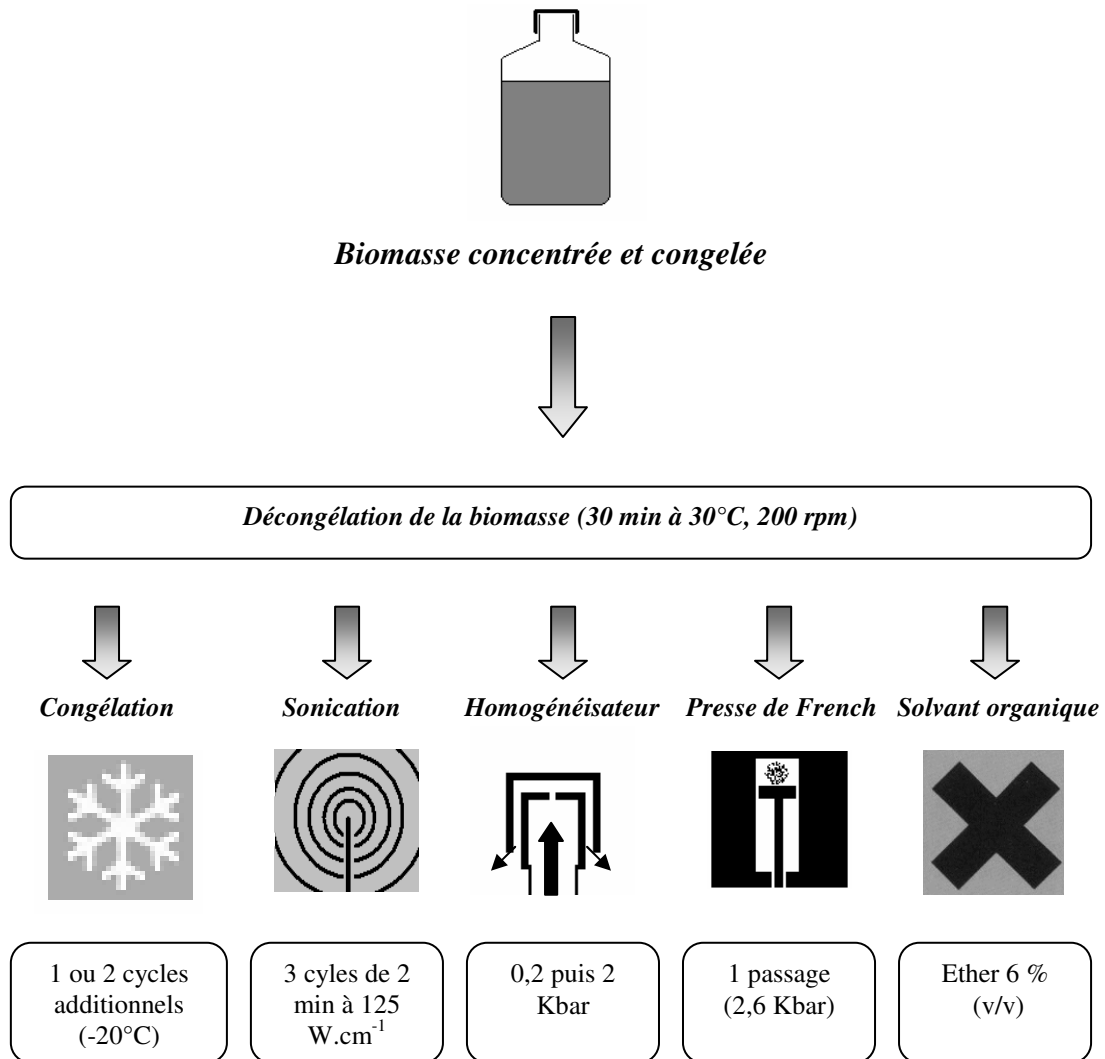 Biomasse concentrée et congelée
Décongélation de la biomasse (30 min à 30°C, 200 rpm)
Congélation
Sonication
Homogénéisateur
Presse de French
Solvant organique
1 ou 2 cycles
additionnels
(-20°C)
3 cyles de 2
min à 125
W.cm-1
0,2 puis 2
Kbar
1 passage
(2,6 Kbar)
Ether 6 %
(v/v)